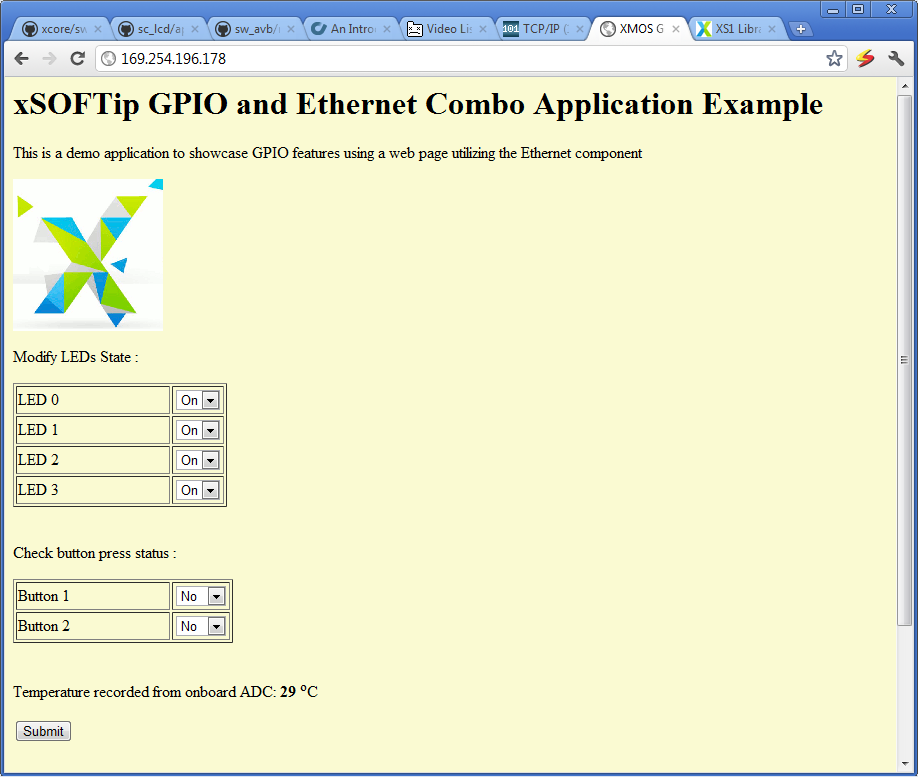 xcore/sw
sc_lcd/ap
sw_avb/
An Intro
Video Lis
101 TCP/IP (
XMOS G
XS1 Libra
169.254.196.178
xSOFTip GPIO and Ethernet Combo Application Example
This is a demo application to showcase GPIO features using a web page utilizing the Ethernet component
Modify LEDs State :
LED 0 On
LED 1 On
LED 2 On
LED 3 On
Check button press status :
Button 1 No
Button 2 No
Temperature recorded from onboard ADC: 29 °C
Submit